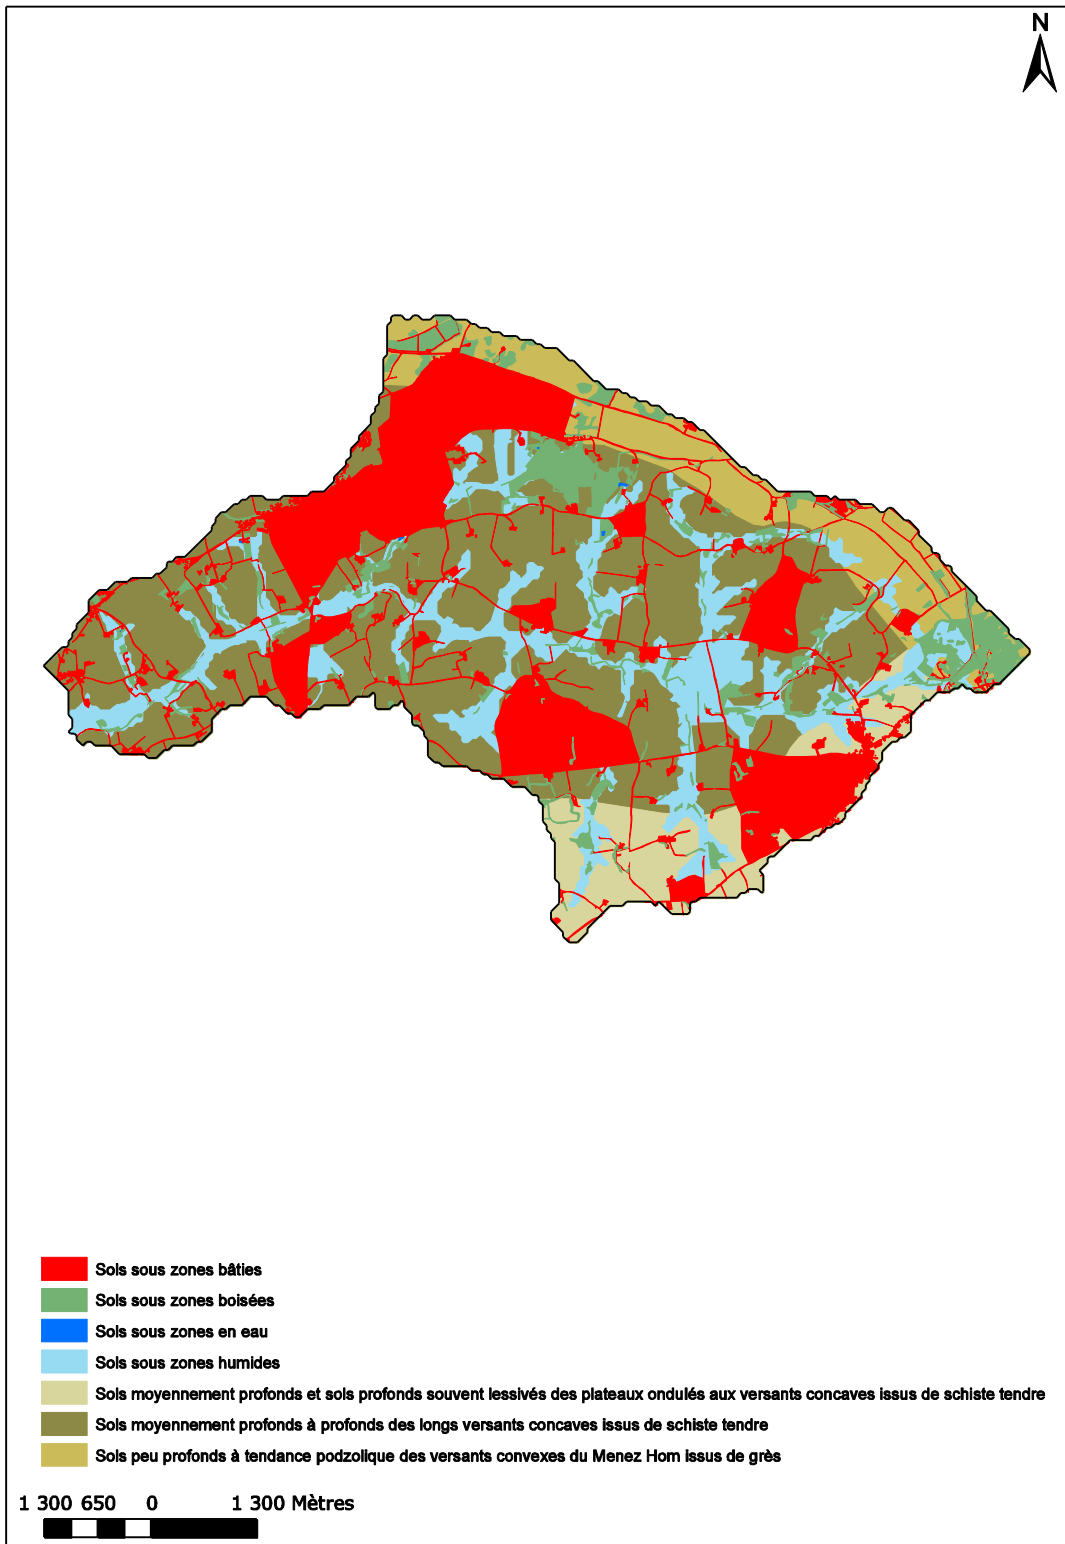 N
Sols sous zones bâties
Sols sous zones boisées
Sols sous zones en eau
Sols sous zones humides
Sols moyennement profonds et sols profonds souvent lessivés des plateaux ondulés aux versants concaves issus de schiste tendre
Sols moyennement profonds à profonds des longs versants concaves issus de schiste tendre
Sols peu profonds à tendance podzolique des versants convexes du Menez Hom issus de grès
1 300 650 0 1 300 Mètres